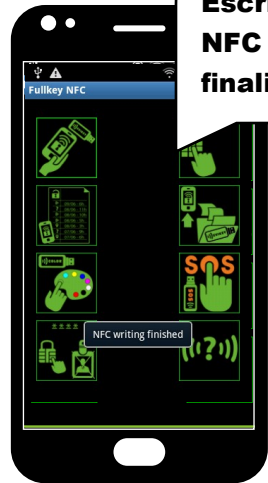 Escri
NFC
finali
Fullkey NFC
SOS
NFC writing finished
((·?·))